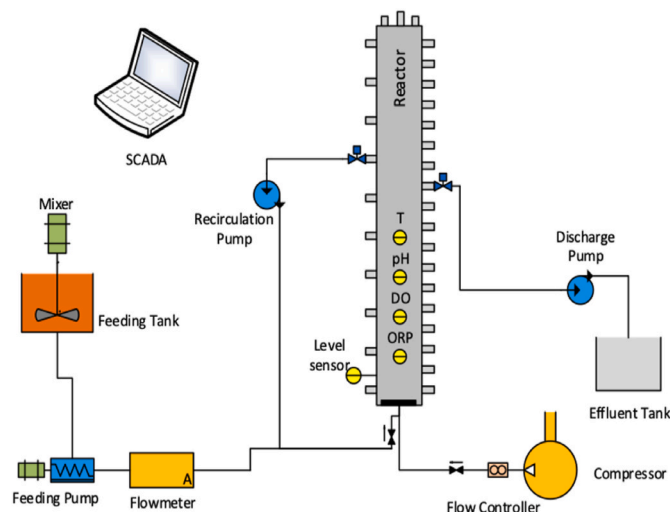 Reactor
SCADA
Mixer
Recirculation
Pump
T
pH
DO
ORP
Discharge
Pump
Feeding Tank
Level
sensor
Effluent Tank
A
Feeding Pump
Flowmeter
Flow Controller
Compressor